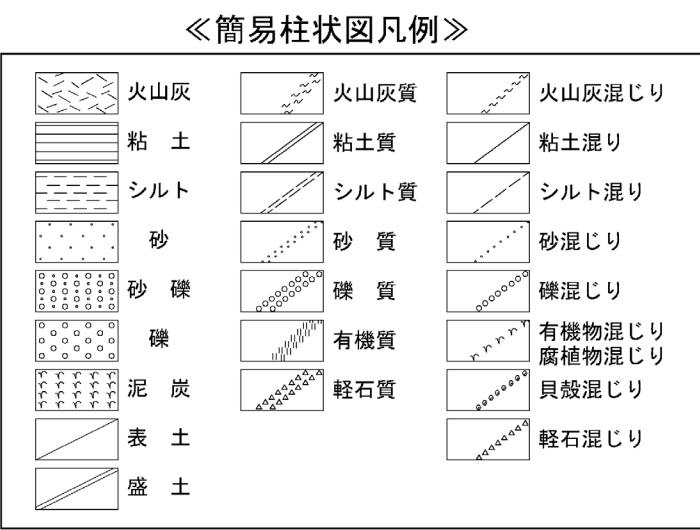 ≪簡易柱状図凡例≫
火山灰
火山灰質
火山灰混じり
粘　土
粘土質
粘土混り
シルト
シルト質
シルト混り
砂
砂　質
砂混じり
砂　礫
礫　質
礫混じり
礫
有機質
有機物混じり
腐植物混じり
泥　炭
軽石質
貝殻混じり
表　土
軽石混じり
盛　土